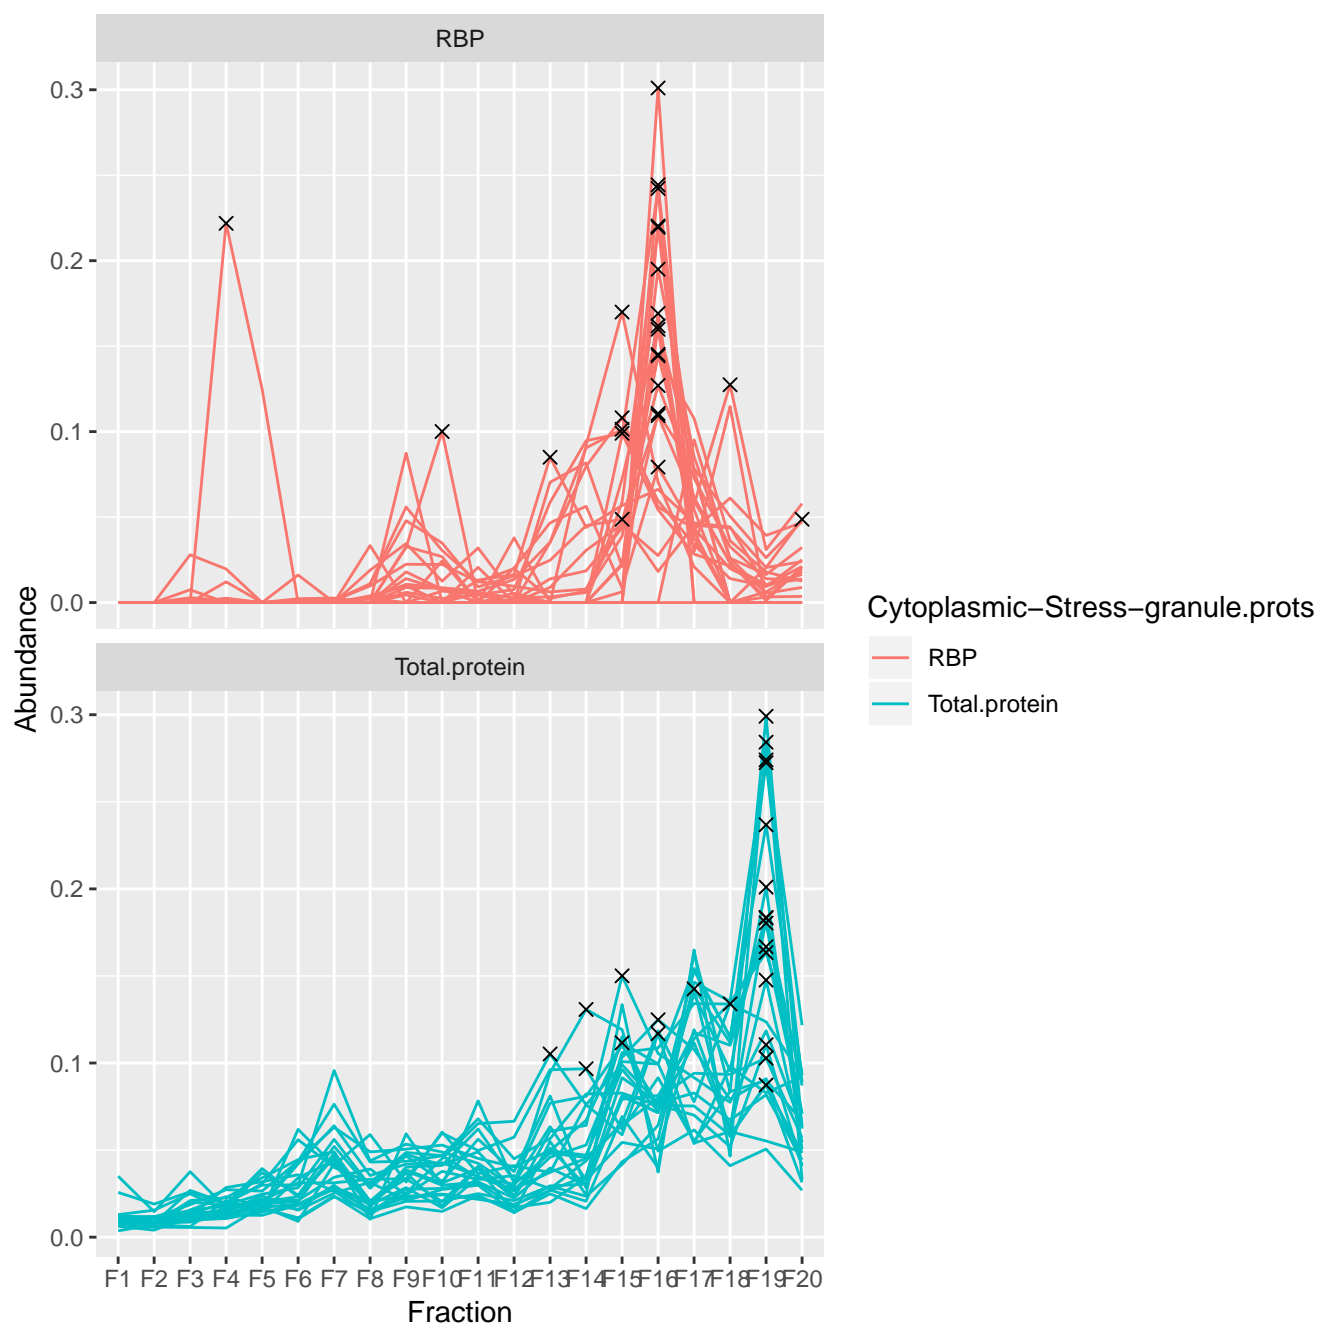 RBP
0.3
0.2
0.1
0.0
Abundance
Total.protein
0.3
0.2
0.1
0.0
F1 F2 F3 F4 F5 F6 F7 F8 F9 F10 F11 F12 F13 F14 F15 F16 F17 F18 F19 F20
Fraction
Cytoplasmic−Stress−granule.prots
RBP
Total.protein